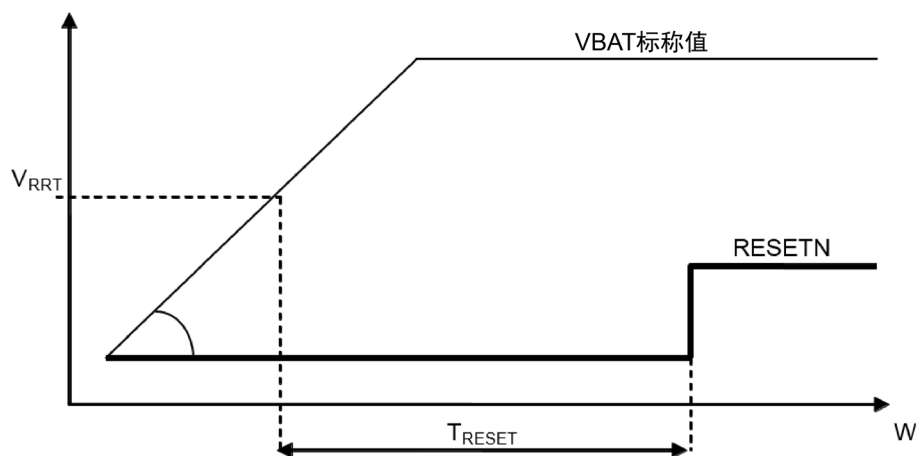 VBAT标称值
VRRT
RESETN
TRESET
W